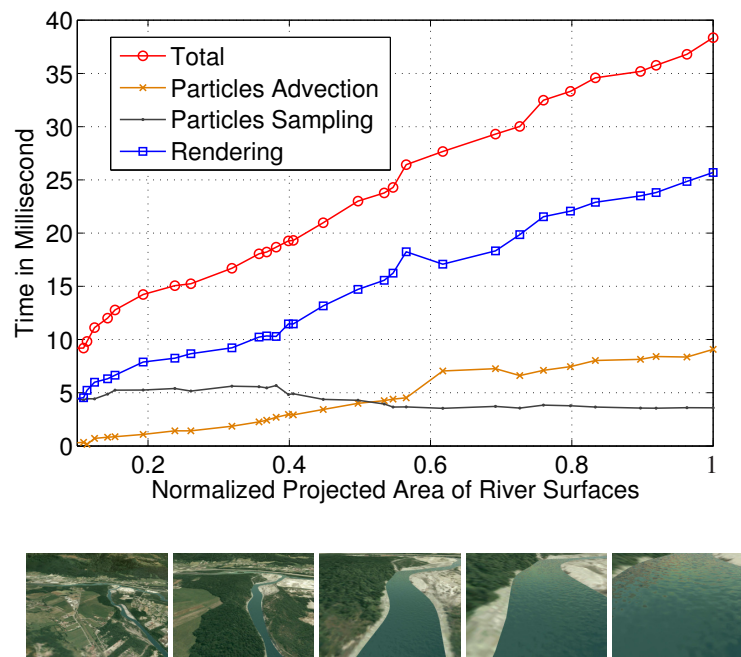 40
35
30
25
20
15
10
5
0
Time in Millisecond
Total
Particles Advection
Particles Sampling
Rendering
0.2 0.4 0.6 0.8 1
Normalized Projected Area of River Surfaces